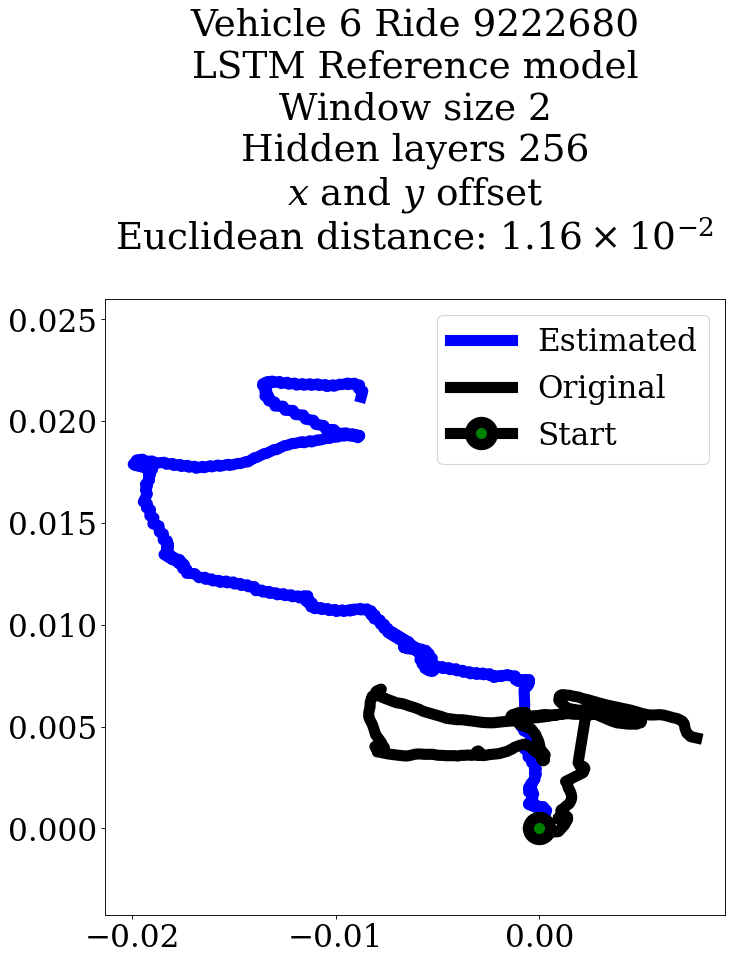 Vehicle 6 Ride 9222680
LSTM Reference model
Window size 2
Hidden layers 256
x and y offset
Euclidean distance: 1.16 × 10⁻²
0.025
0.020
0.015
0.010
0.005
0.000
−0.02
−0.01
0.00
Estimated
Original
Start